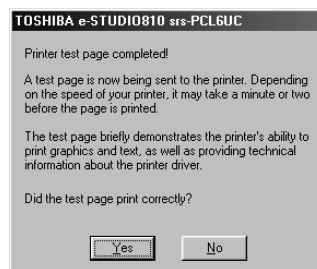 TOSHIBA e-STUDIO810 srs-PCL6UC
Printer test page completed!
A test page is now being sent to the printer. Depending
on the speed of your printer, it may take a minute or two
before the page is printed.
The test page briefly demonstrates the printer's ability to
print graphics and text, as well as providing technical
information about the printer driver.
Did the test page print correctly?
Yes No